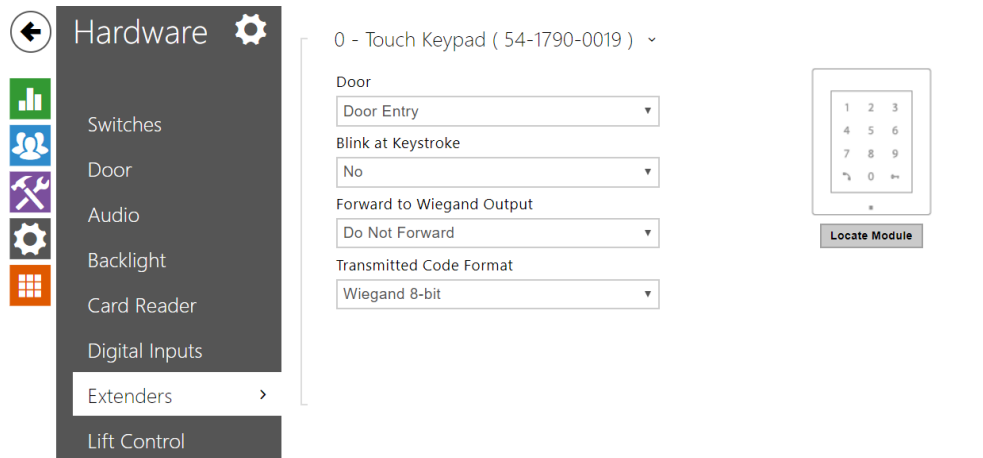 Hardware
Switches
Door
Audio
Backlight
Card Reader
Digital Inputs
Extenders
Lift Control
0 - Touch Keypad ( 54-1790-0019 )
Door
Door Entry
Blink at Keystroke
No
Forward to Wiegand Output
Do Not Forward
Transmitted Code Format
Wiegand 8-bit
1 2 3
4 5 6
7 8 9
0
Locate Module